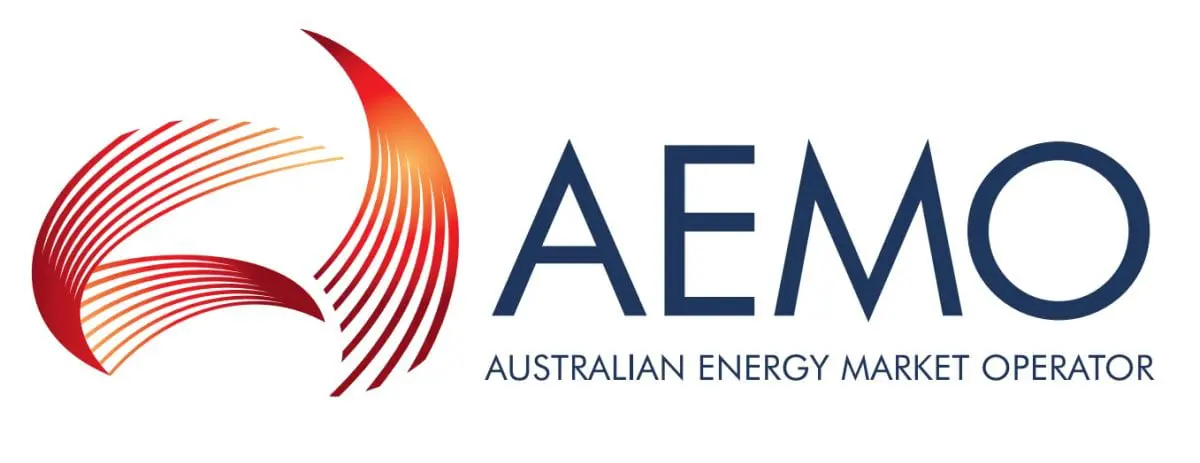 AEMO
AUSTRALIAN ENERGY MARKET OPERATOR